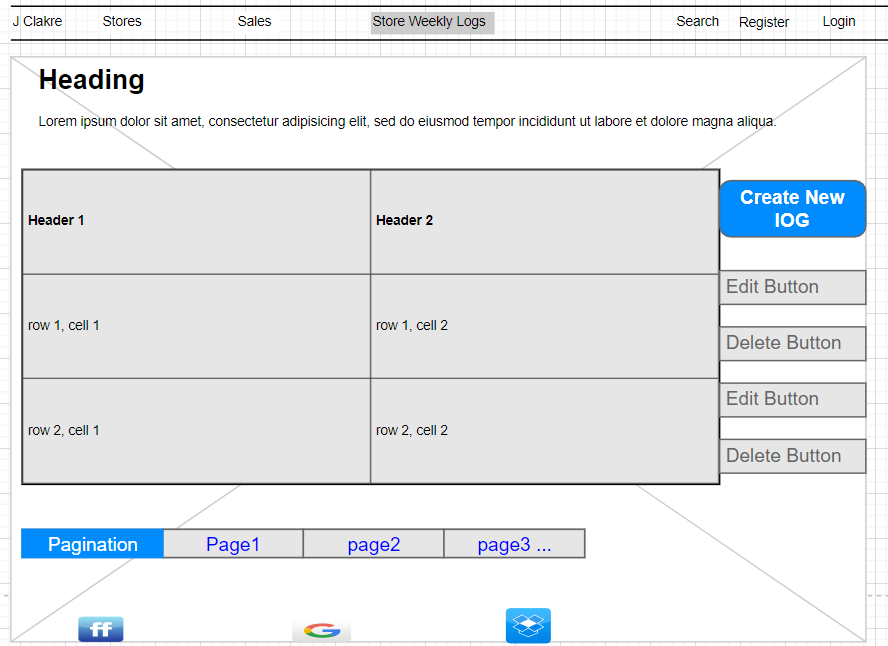 J Clakre Stores Sales Store Weekly Logs Search Register Login
Heading
Lorem ipsum dolor sit amet, consectetur adipisicing elit, sed do eiusmod tempor incididunt ut labore et dolore magna aliqua.
Create New
IOG
Header 1 Header 2
Edit Button
row 1, cell 1 row 1, cell 2
Delete Button
Edit Button
row 2, cell 1 row 2, cell 2
Delete Button
Pagination Page1 page2 page3 ...
ff